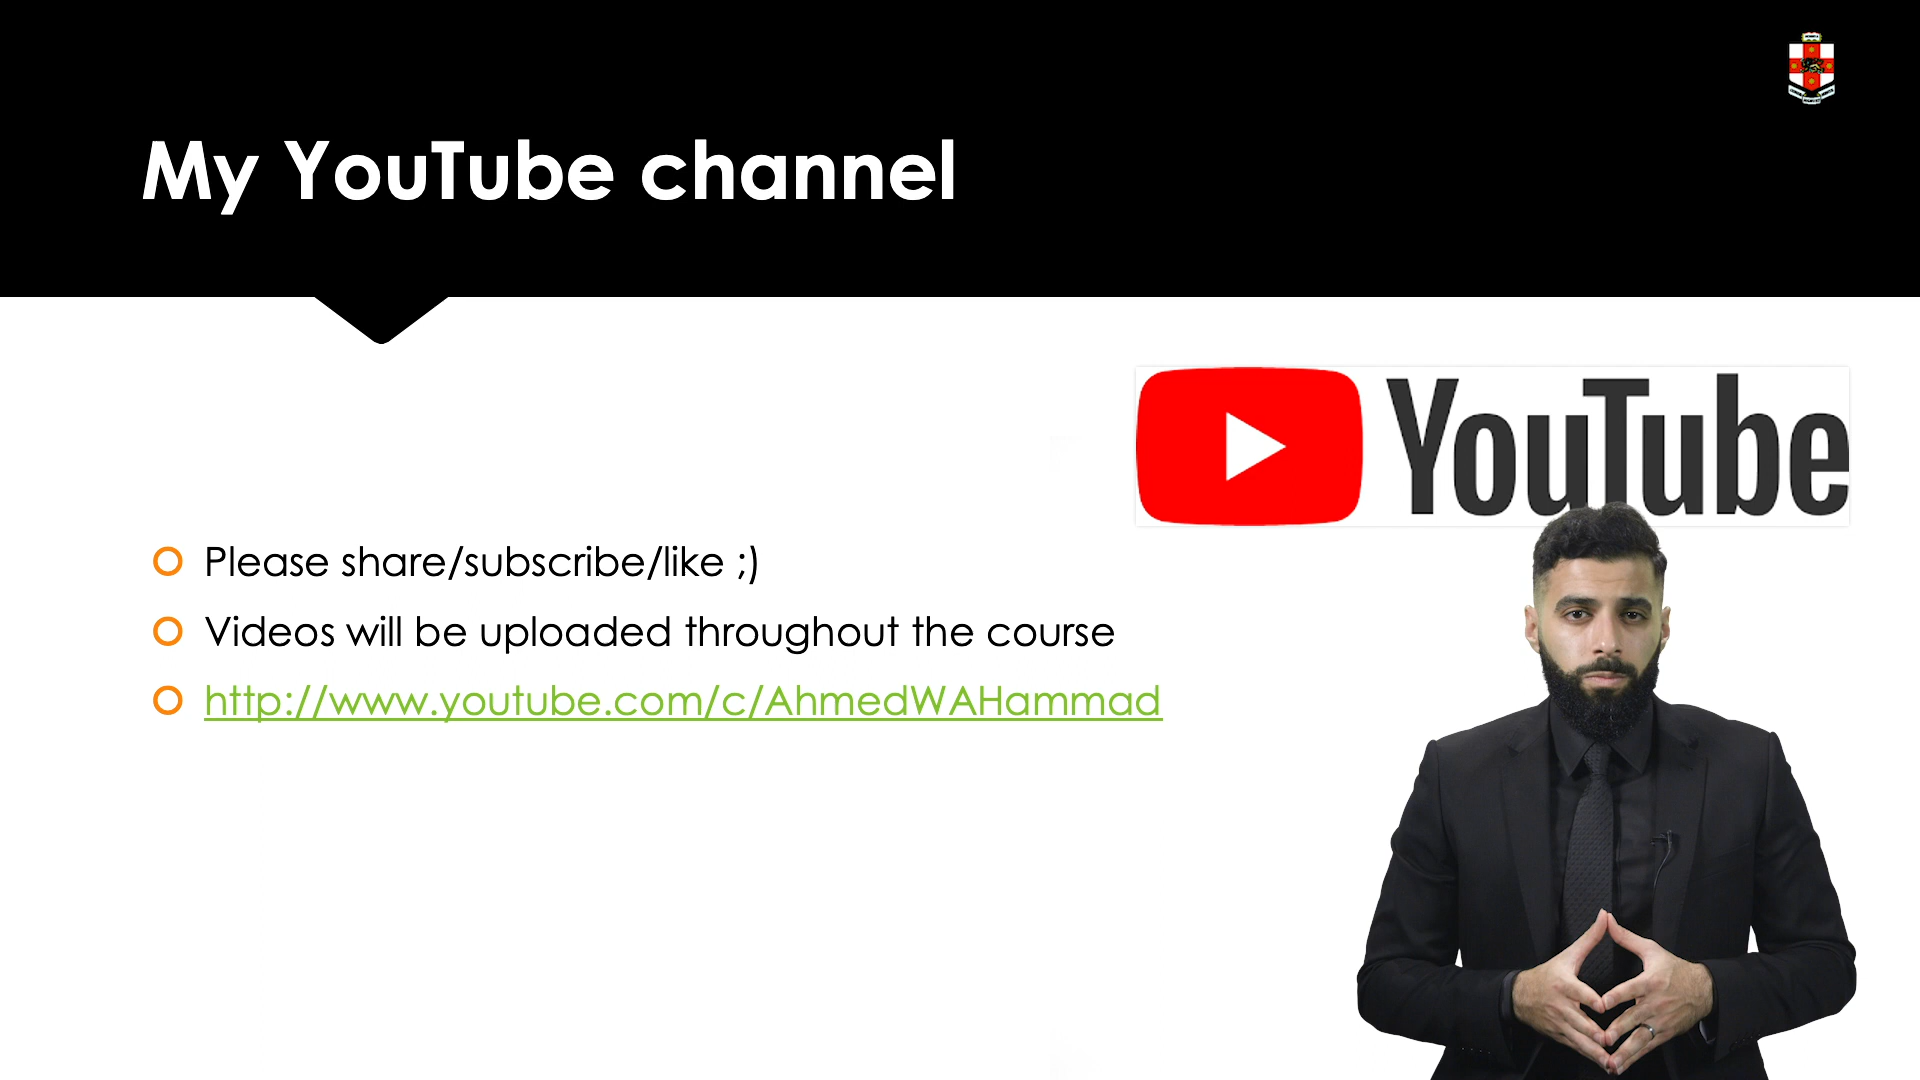 My YouTube channel
YouTube
Please share/subscribe/like ;)
Videos will be uploaded throughout the course
http://www.youtube.com/c/AhmedWAHammad